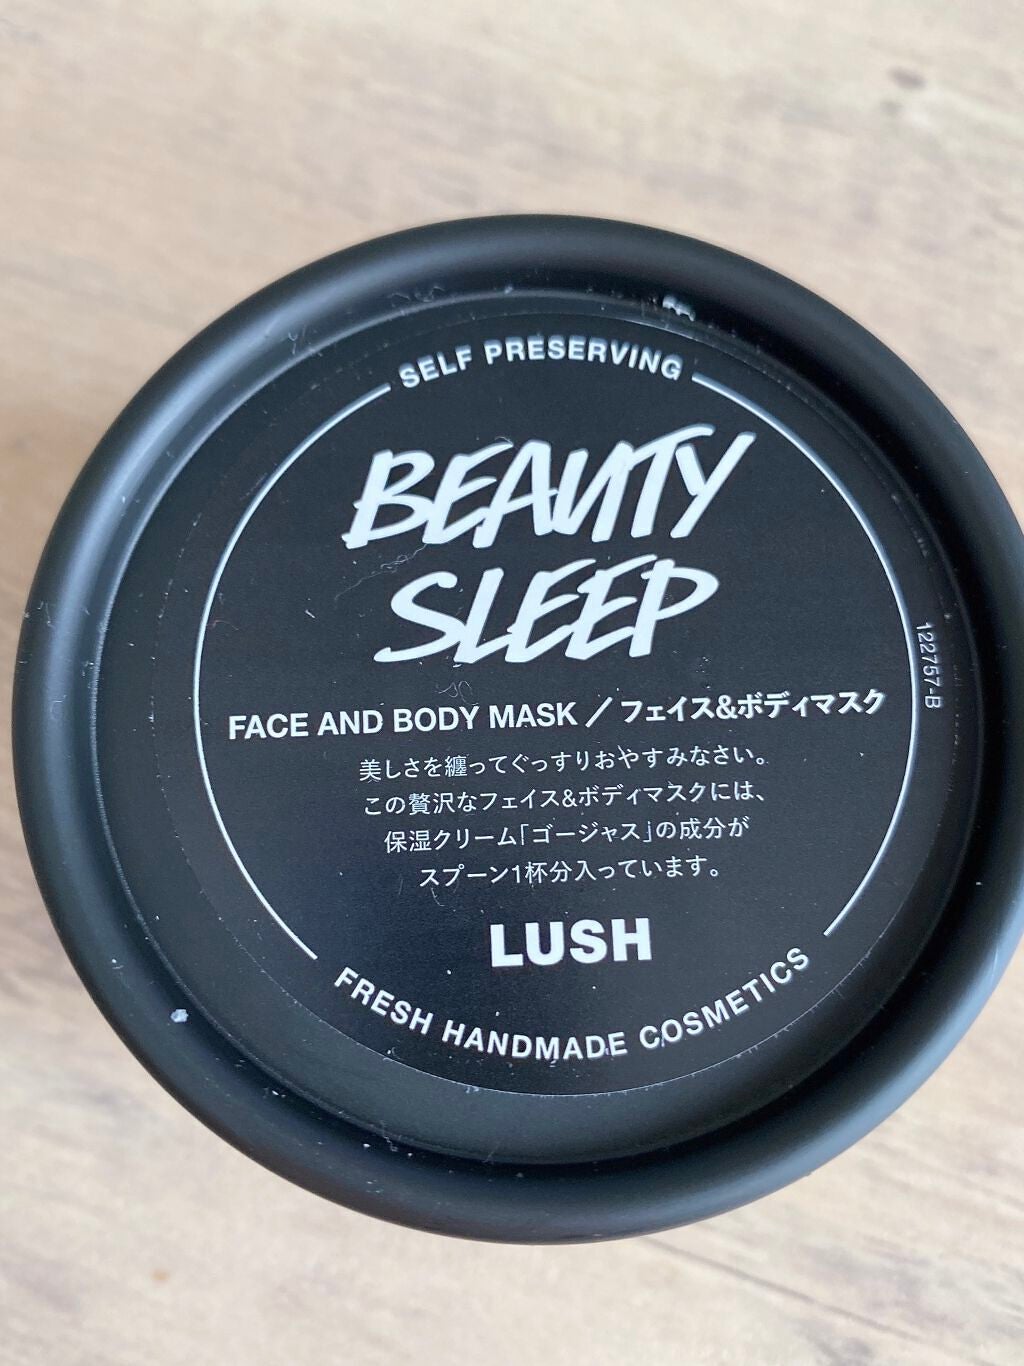 SELF PRESERVING
BEAUTY
SLEEP
FACE AND BODY MASK／フェイス&ボディマスク
美しさを纏ってぐっすりおやすみなさい。
この贅沢なフェイス&ボディマスクには、
保湿クリーム｢ゴージャス｣の成分が
スプーン1杯分入っています。
LUSH
FRESH HANDMADE COSMETICS
122757-B